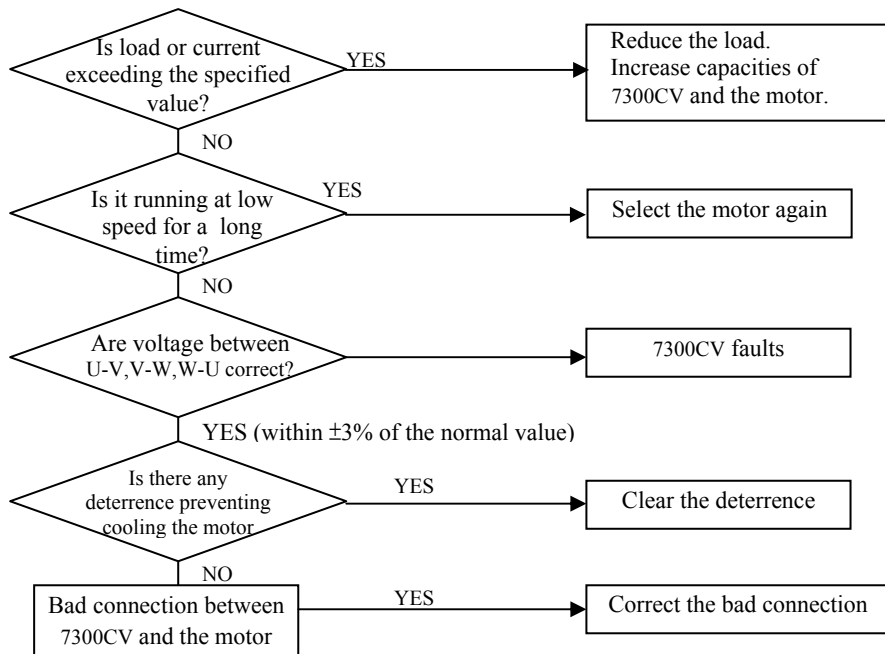 Is load or current
exceeding the specified
value?
YES
Reduce the load.
Increase capacities of
7300CV and the motor.
NO
Is it running at low
speed for a long
time?
YES
Select the motor again
NO
Are voltage between
U-V,V-W,W-U correct?
7300CV faults
YES (within ±3% of the normal value)
Is there any
deterrence preventing
cooling the motor
YES
Clear the deterrence
NO
Bad connection between
7300CV and the motor
YES
Correct the bad connection